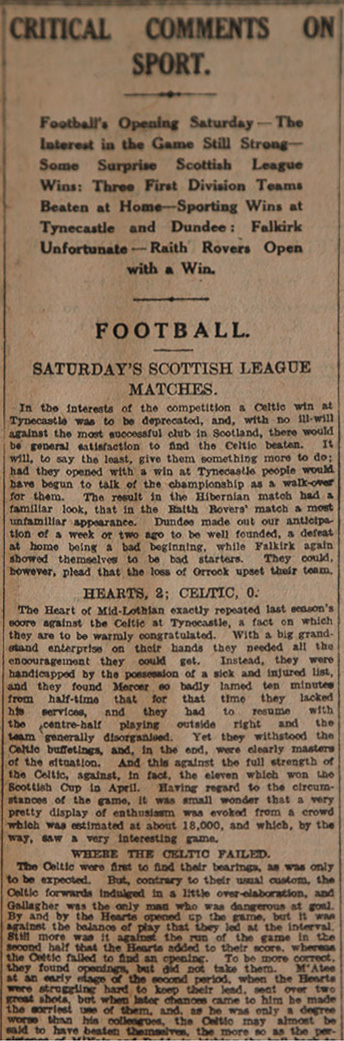 CRITICAL COMMENTS ON
SPORT.
Football's Opening Saturday—The
Interest in the Game Still Strong—
Some Surprise Scottish League
Wins: Three First Division Teams
Beaten at Home—Sporting Wins at
Tynecastle and Dundee: Falkirk
Unfortunate—Raith Rovers Open
with a Win.
FOOTBALL.
SATURDAY'S SCOTTISH LEAGUE
MATCHES.
In the interests of the competition a Celtic win at
Tynecastle was to be deprecated, and, with no ill-will
against the most successful club in Scotland, there would
be general satisfaction to find the Celtic beaten. It
will, to say the least, give them something more to do;
had they opened with a win at Tynecastle people would
have begun to talk of the championship as a walk-over
for them. The result in the Hibernian match had a
familiar look, that in the Raith Rovers' match a most
unfamiliar appearance. Dundee made out our anticipa-
tion of a week or two ago to be well founded, a defeat
at home being a bad beginning, while Falkirk again
showed themselves to be bad starters. They could,
however, plead that the loss of Orrock upset their team.
HEARTS, 2; CELTIC, 0.
The Heart of Mid-Lothian exactly repeated last season's
score against the Celtic at Tynecastle, a fact on which
they are to be warmly congratulated. With a big grand-
stand enterprise on their hands they needed all the
encouragement they could get. Instead, they were
handicapped by the possession of a sick and injured list,
and they found Mercer so badly lamed ten minutes
from half-time that for that time they lacked
his services, and they had to resume with
the centre-half playing outside right and the
team generally disorganised. Yet they withstood the
Celtic buffetings, and, in the end, were clearly masters
of the situation. And this against the full strength of
the Celtic, against, in fact, the eleven which won the
Scottish Cup in April. Having regard to the circum-
stances of the game, it was small wonder that a very
pretty display of enthusiasm was evoked from a crowd
which was estimated at about 18,000, and which, by the
way, saw a very interesting game.
WHERE THE CELTIC FAILED.
The Celtic were first to find their bearings, as was only
to be expected. But, contrary to their usual custom, the
Celtic forwards indulged in a little over-elaboration, and
Gallagher was the only man who was dangerous at goal.
By and by the Hearts opened up the game, but it was
against the balance of play that they led at the interval.
Still more was it against the run of the game in the
second half that the Hearts added to their score, whereas
the Celtic failed to find an opening. To be more correct,
they found openings, but did not take them. M'Atee
at an early stage of the second period, when the Hearts
were struggling hard to keep their lead, sent over two
great shots, but when later chances came to him he made
the sorriest use of them, and, as he was only a degree
worse than his colleagues, the Celtic may almost be
said to have beaten themselves, the more so as the per-